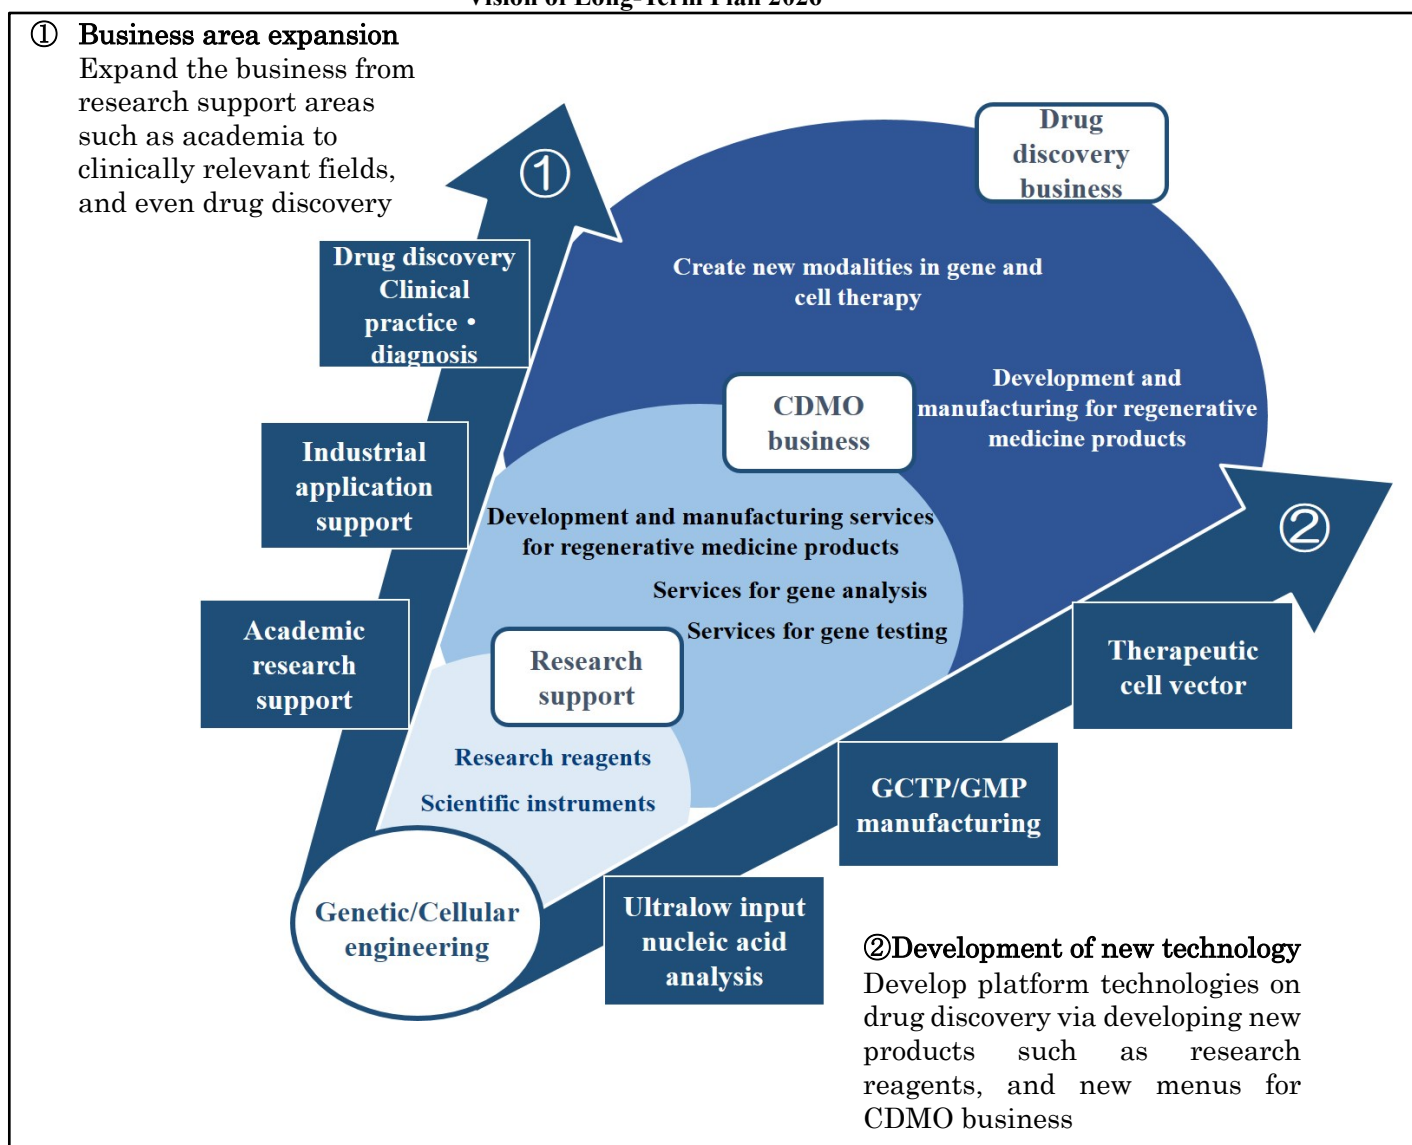 Vision of Long-Term Plan 2026
① Business area expansion
Expand the business from
research support areas
such as academia to
clinically relevant fields,
and even drug discovery
①
Drug
discovery
business
Drug discovery
Clinical
practice・
diagnosis
Create new modalities in gene and
cell therapy
Development and
manufacturing for regenerative
medicine products
CDMO
business
Industrial
application
support
Development and manufacturing services
for regenerative medicine products
Services for gene analysis
Services for gene testing
②
Academic
research
support
Research
support
Therapeutic
cell vector
Research reagents
Scientific instruments
GCTP/GMP
manufacturing
Genetic/Cellular
engineering
Ultralow input
nucleic acid
analysis
②Development of new technology
Develop platform technologies on
drug discovery via developing new
products such as research
reagents, and new menus for
CDMO business